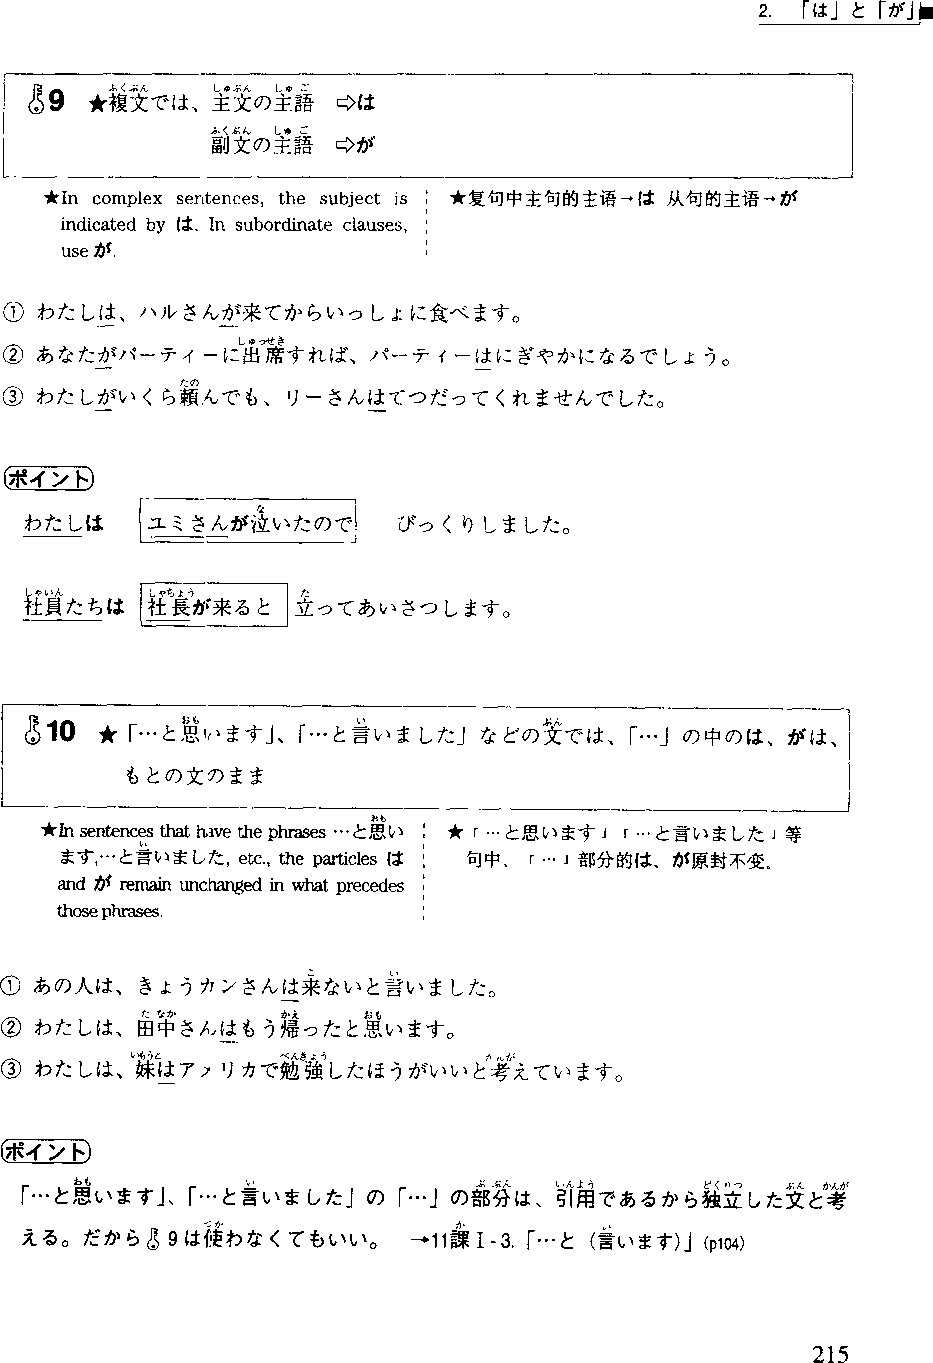 2. 「は」と「が」
9 ★複文では、主文の主語 ⇨は
副文の主語 ⇨が
★In complex sentences, the subject is indicated by は. In subordinate clauses, use が.
★复句中主句的主语→は 从句的主语→が
① わたしは、ハルさんが来てからいっしょに食べます。
② あなたがパーティーに出席すれば、パーティーはにぎやかになるでしょう。
③ わたしがいくら頼んでも、リーさんはてつだってくれませんでした。
ポイント
わたしは ユミさんが泣いたので びっくりしました。
社員たちは 社長が来ると 立ってあいさつします。
10 ★「…と思います」、「…と言いました」などの文では、「…」の中のは、がは、
もとの文のまま
★In sentences that have the phrases …と思い
ます,…と言いました, etc., the particles は
and が remain unchanged in what precedes
those phrases.
★「…と思います」「…と言いました」等
句中、「…」部分的は、が原封不变.
① あの人は、きょうカンさんは来ないと言いました。
② わたしは、田中さんはもう帰ったと思います。
③ わたしは、妹はアメリカで勉強したほうがいいと考えています。
ポイント
「…と思います」、「…と言いました」の「…」の部分は、引用であるから独立した文と考
える。だから 9は使わなくてもいい。 →11課Ⅰ-3.「…と（言います）」(p104)
215